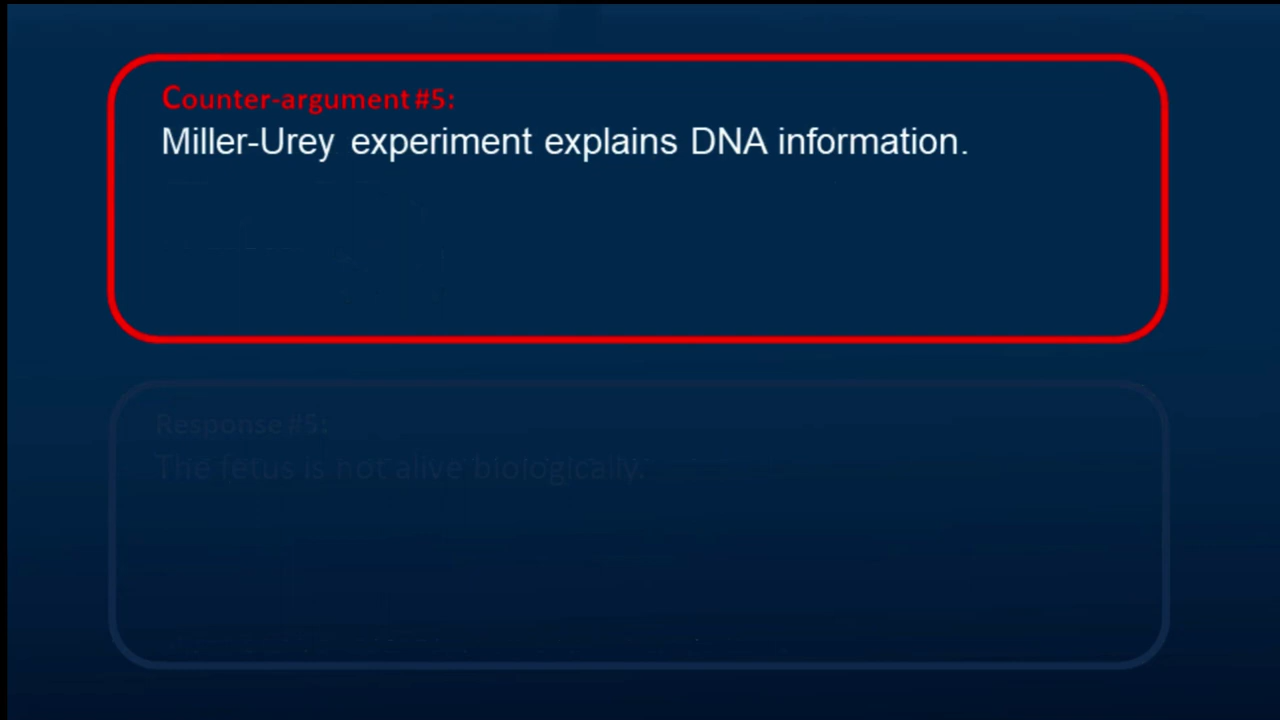 Counter-argument #5:
Miller-Urey experiment explains DNA information.
Response #5:
The fetus is not alive biologically.